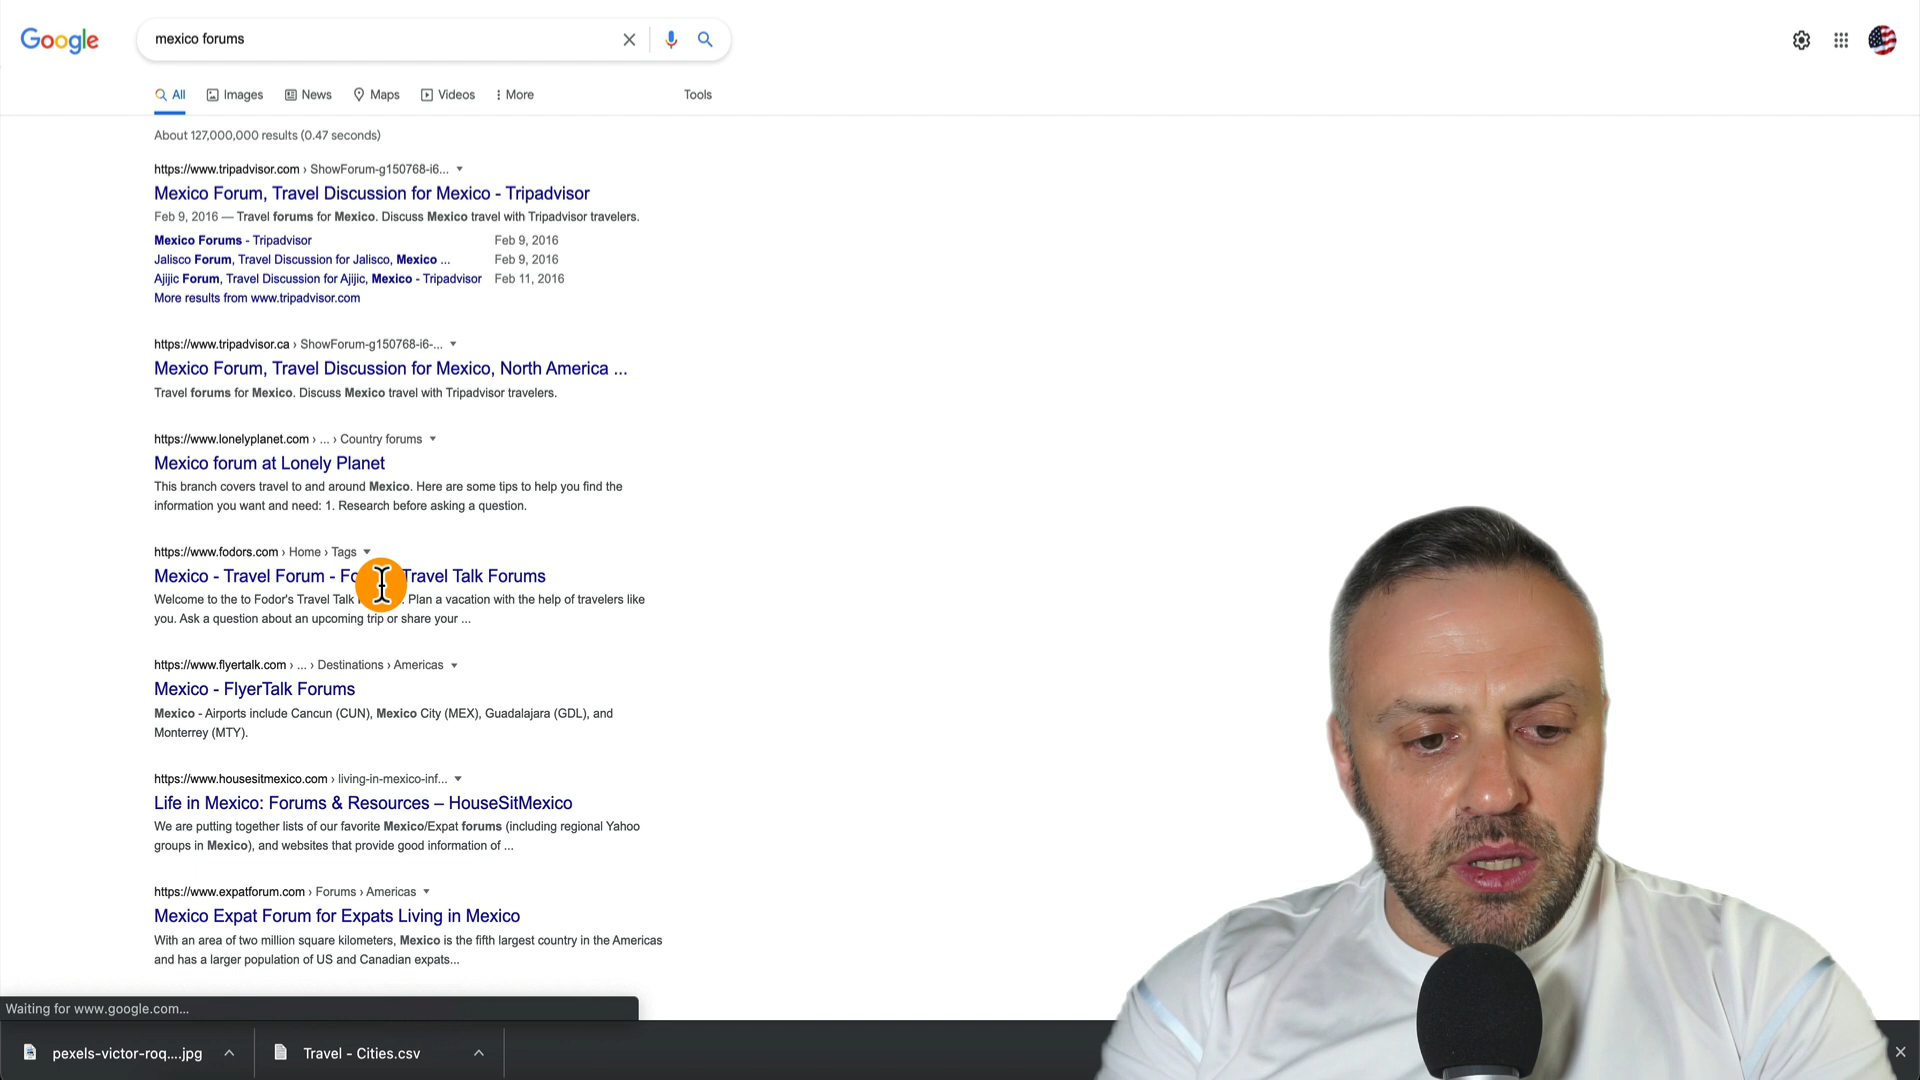 Google
mexico forums
All
Images
News
Maps
Videos
More
Tools
About 127,000,000 results (0.47 seconds)
https://www.tripadvisor.com › ShowForum-g150768-i6...
Mexico Forum, Travel Discussion for Mexico - Tripadvisor
Feb 9, 2016 — Travel forums for Mexico. Discuss Mexico travel with Tripadvisor travelers.
Mexico Forums - Tripadvisor Feb 9, 2016
Jalisco Forum, Travel Discussion for Jalisco, Mexico ... Feb 9, 2016
Ajijic Forum, Travel Discussion for Ajijic, Mexico - Tripadvisor Feb 11, 2016
More results from www.tripadvisor.com
https://www.tripadvisor.ca › ShowForum-g150768-i6-...
Mexico Forum, Travel Discussion for Mexico, North America ...
Travel forums for Mexico. Discuss Mexico travel with Tripadvisor travelers.
https://www.lonelyplanet.com › ... › Country forums
Mexico forum at Lonely Planet
This branch covers travel to and around Mexico. Here are some tips to help you find the
information you want and need: 1. Research before asking a question.
https://www.fodors.com › Home › Tags
Mexico - Travel Forum - Travel Talk Forums
Welcome to the to Fodor's Travel Talk Plan a vacation with the help of travelers like
you. Ask a question about an upcoming trip or share your ...
https://www.flyertalk.com › ... › Destinations › Americas
Mexico - FlyerTalk Forums
Mexico - Airports include Cancun (CUN), Mexico City (MEX), Guadalajara (GDL), and
Monterrey (MTY).
https://www.housesitmexico.com › living-in-mexico-inf...
Life in Mexico: Forums & Resources – HouseSitMexico
We are putting together lists of our favorite Mexico/Expat forums (including regional Yahoo
groups in Mexico), and websites that provide good information of ...
https://www.expatforum.com › Forums › Americas
Mexico Expat Forum for Expats Living in Mexico
With an area of two million square kilometers, Mexico is the fifth largest country in the Americas
and has a larger population of US and Canadian expats...
Waiting for www.google.com...
pexels-victor-roq....jpg
Travel - Cities.csv